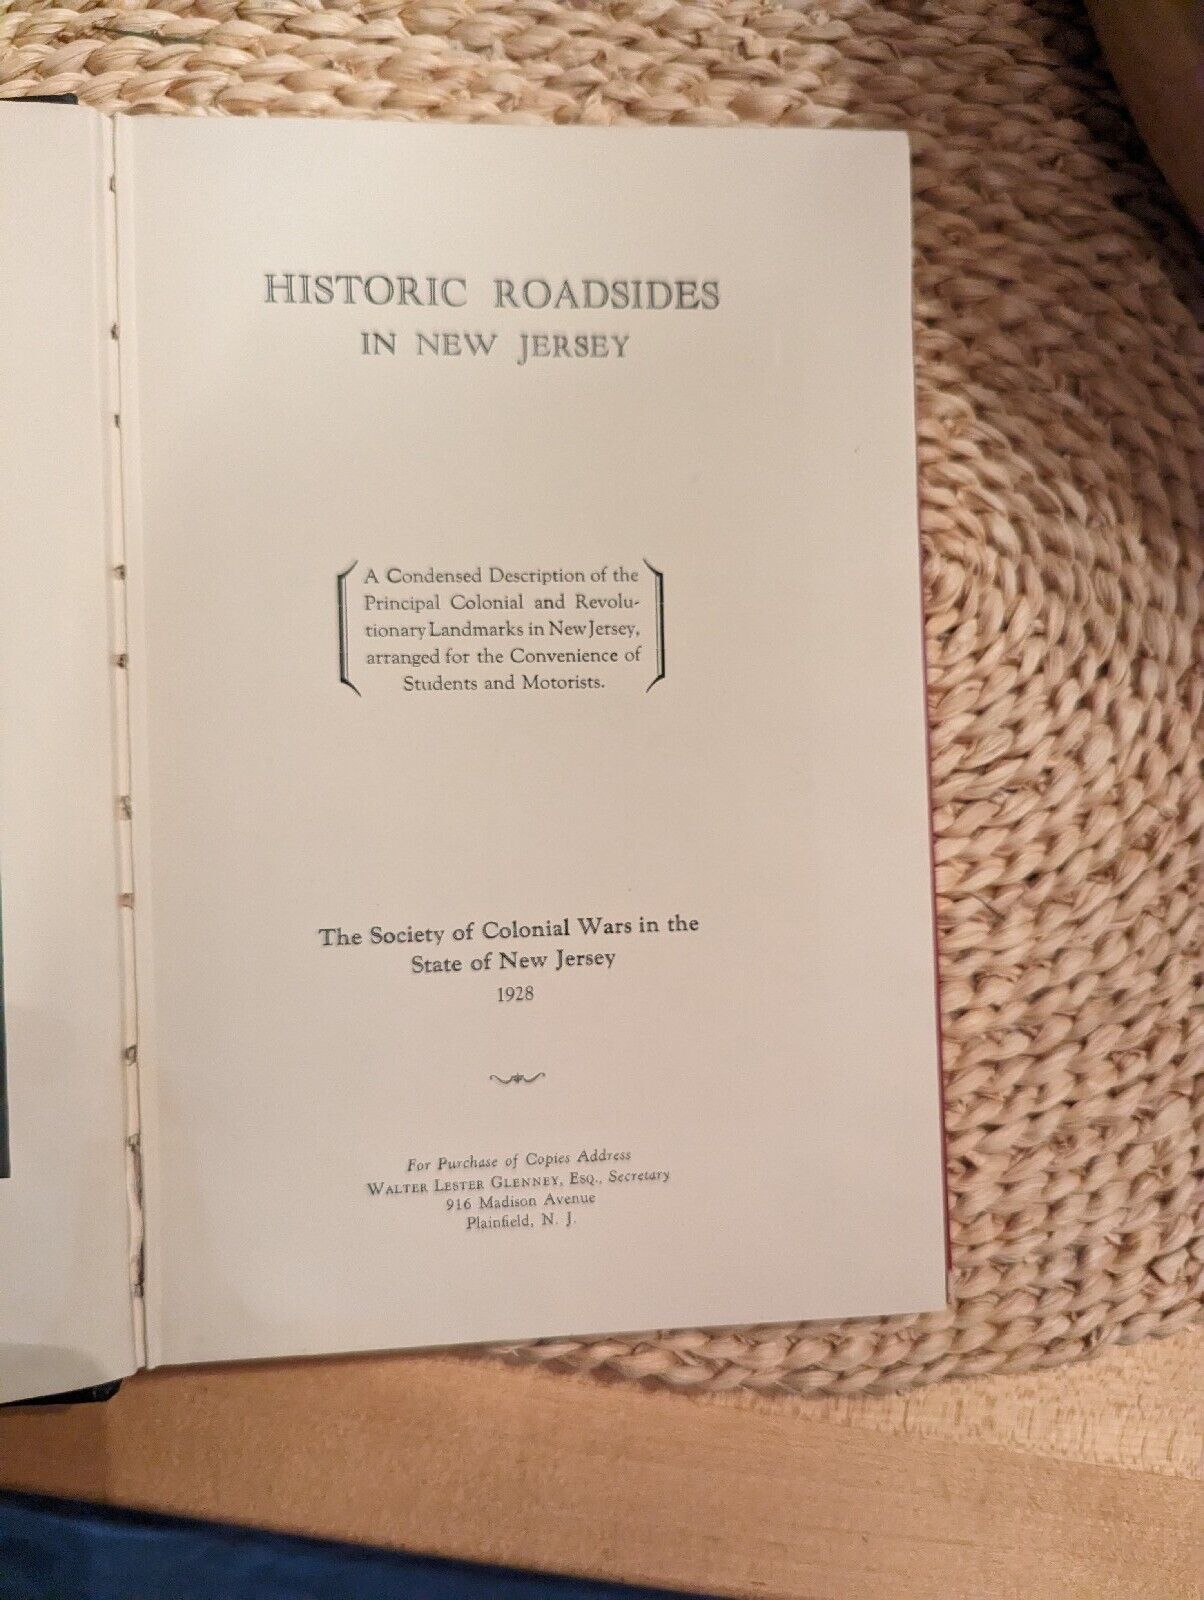 HISTORIC ROADSIDES
IN NEW JERSEY
A Condensed Description of the
Principal Colonial and Revolu-
tionary Landmarks in New Jersey,
arranged for the Convenience of
Students and Motorists.
The Society of Colonial Wars in the
State of New Jersey
1928
For Purchase of Copies Address
WALTER LESTER GLENNEY, ESQ., Secretary
916 Madison Avenue
Plainfield, N. J.